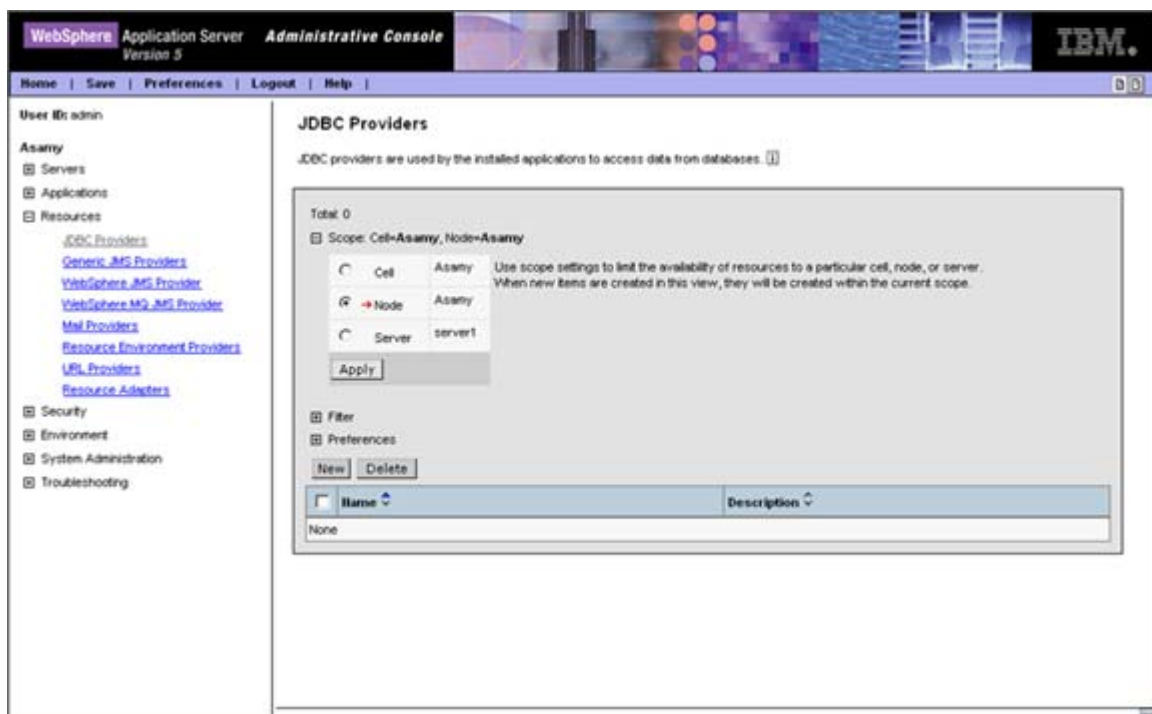 WebSphere Application Server Administrative Console
Version 5
IBM.
Home | Save | Preferences | Logout | Help |
User ID: admin
Asamy
Servers
Applications
Resources
JDBC Providers
Generic JMS Providers
WebSphere JMS Provider
WebSphere MQ JMS Provider
Mail Providers
Resource Environment Providers
URL Providers
Resource Adapters
Security
Environment
System Administration
Troubleshooting
JDBC Providers
JDBC providers are used by the installed applications to access data from databases.
Total: 0
Scope: Cell=Asamy, Node=Asamy
Cell Asamy
Node Asamy
Server server1
Use scope settings to limit the availability of resources to a particular cell, node, or server.
When new items are created in this view, they will be created within the current scope.
Apply
Filter
Preferences
New Delete
Name Description
None